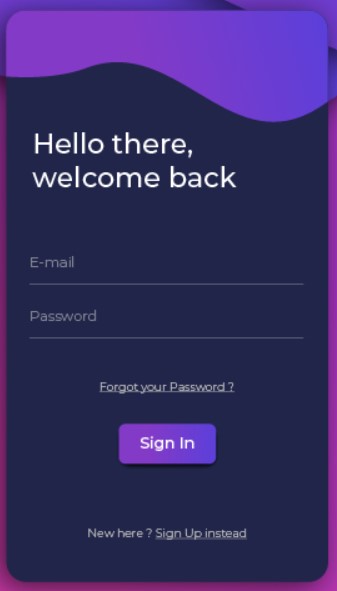 Hello there,
welcome back
E-mail
Password
Forgot your Password ?
Sign In
New here ? Sign Up instead